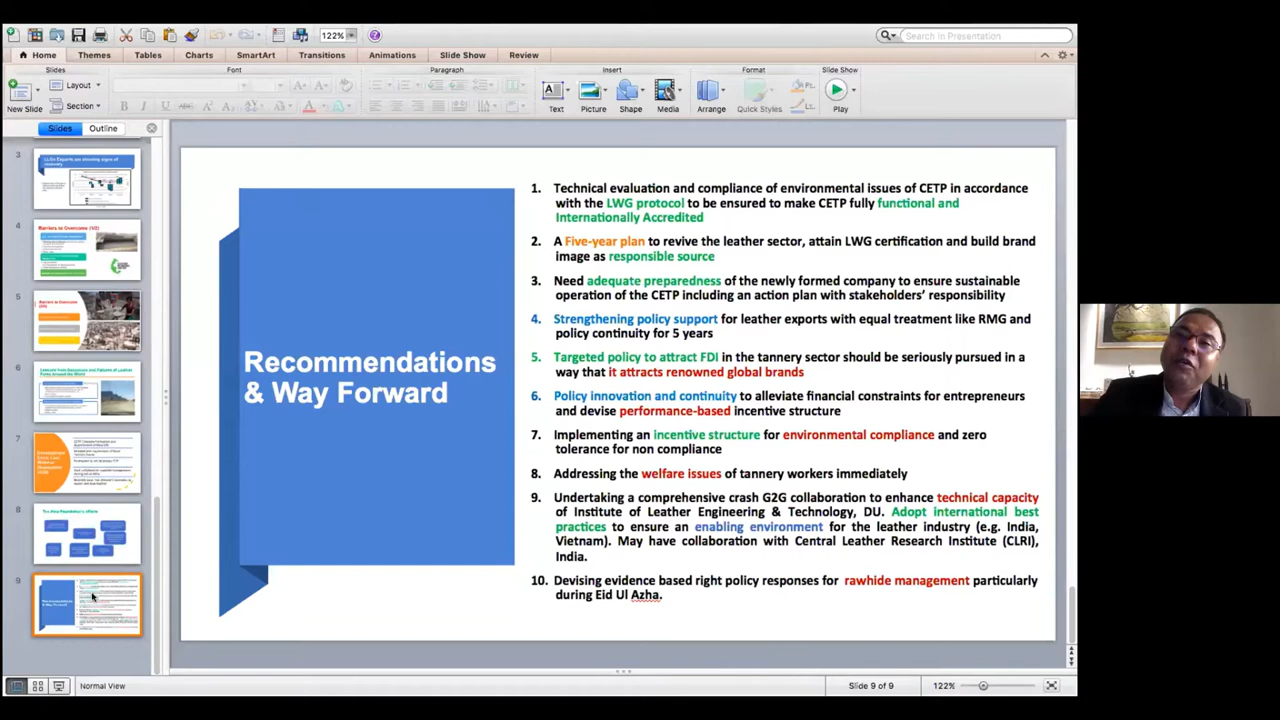 122%
Search in Presentation
Home
Themes
Tables
Charts
SmartArt
Transitions
Animations
Slide Show
Review
Slides
Font
Paragraph
Insert
Format
Slide Show
New Slide
Layout
Section
Text
Picture
Shape
Media
Arrange
Quick Styles
Play
Slides
Outline
3
4
5
6
7
8
9
Recommendations
& Way Forward
1. Technical evaluation and compliance of environmental issues of CETP in accordance
with the LWG protocol to be ensured to make CETP fully functional and
Internationally Accredited
2. A Five-year plan to revive the leather sector, attain LWG certification and build brand
image as responsible source
3. Need adequate preparedness of the newly formed company to ensure sustainable
operation of the CETP including an action plan with stakeholders’ responsibility
4. Strengthening policy support for leather exports with equal treatment like RMG and
policy continuity for 5 years
5. Targeted policy to attract FDI in the tannery sector should be seriously pursued in a
way that it attracts renowned global brands
6. Policy innovation and continuity to alleviate financial constraints for entrepreneurs
and devise performance-based incentive structure
7. Implementing an incentive structure for environmental compliance and zero
tolerance for non compliance
8. Addressing the welfare issues of tannery workers immediately
9. Undertaking a comprehensive crash G2G collaboration to enhance technical capacity
of Institute of Leather Engineering & Technology, DU. Adopt international best
practices to ensure an enabling environment for the leather industry (e.g. India,
Vietnam). May have collaboration with Central Leather Research Institute (CLRI),
India.
10. Devising evidence based right policy responses for rawhide management particularly
during Eid Ul Azha.
Normal View
Slide 9 of 9
122%